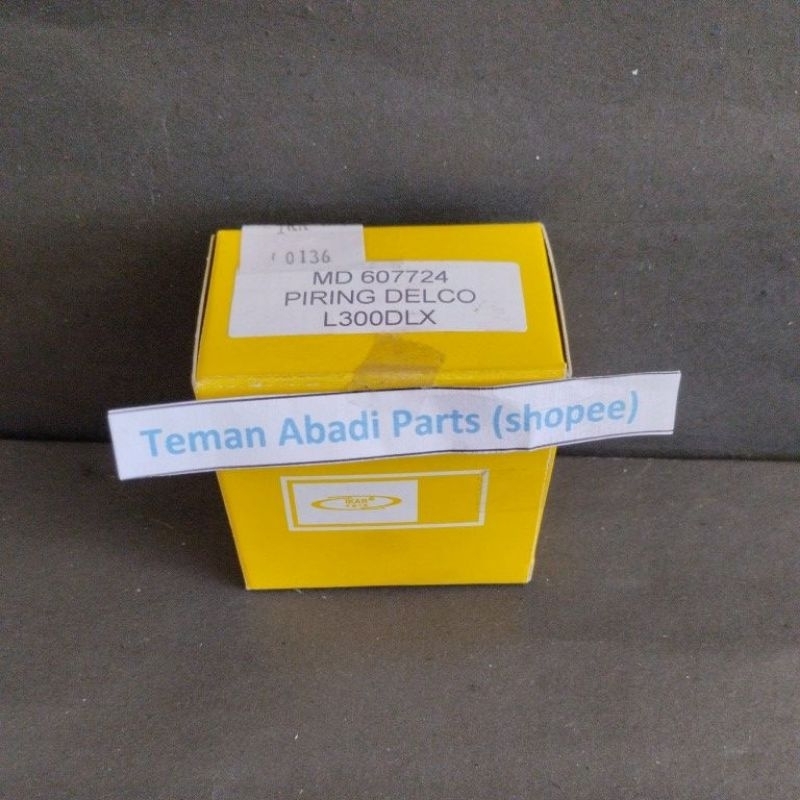 0136
MD 607724
PIRING DELCO
L300DLX
Teman Abadi Parts (shopee)